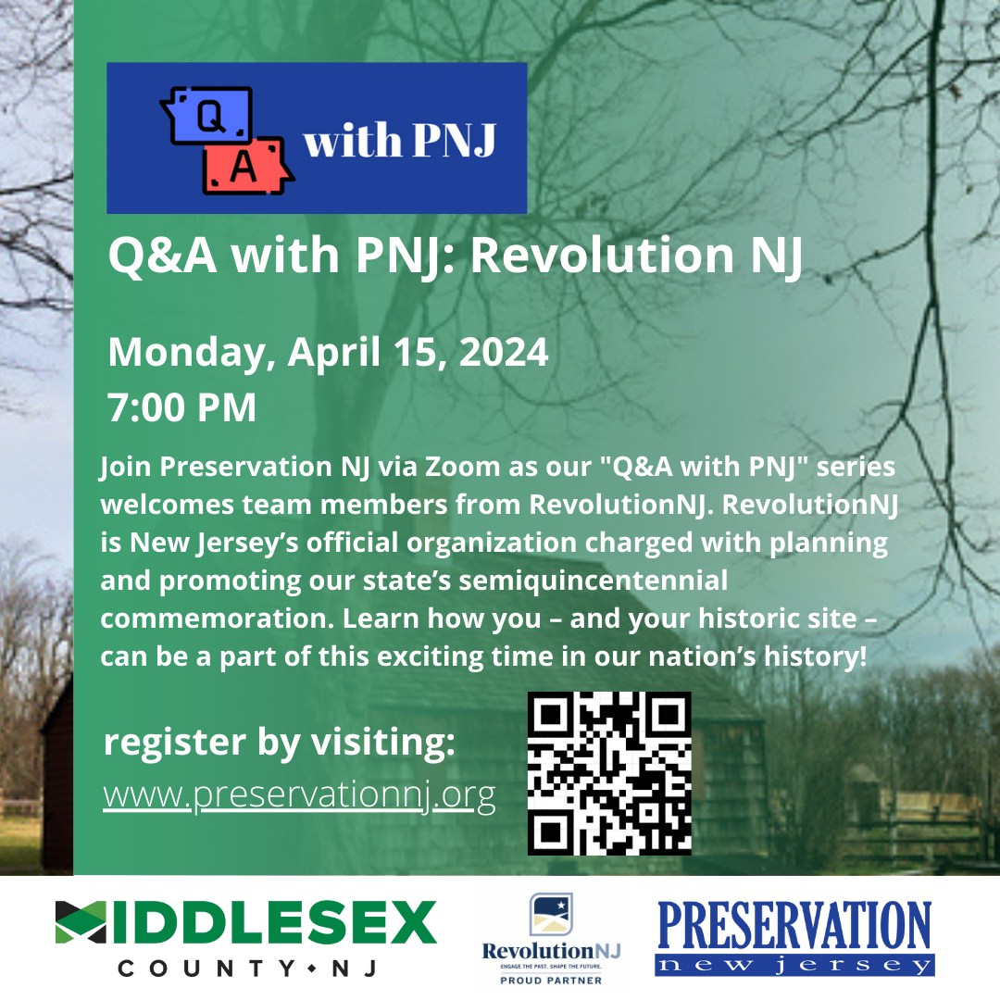 Q
A
with PNJ
Q&A with PNJ: Revolution NJ
Monday, April 15, 2024
7:00 PM
Join Preservation NJ via Zoom as our "Q&A with PNJ" series
welcomes team members from RevolutionNJ. RevolutionNJ
is New Jersey’s official organization charged with planning
and promoting our state’s semiquincentennial
commemoration. Learn how you – and your historic site –
can be a part of this exciting time in our nation’s history!
register by visiting:
www.preservationnj.org
MIDDLESEX
COUNTY•NJ
RevolutionNJ
ENGAGE THE PAST. SHAPE THE FUTURE.
PROUD PARTNER
PRESERVATION
new jersey